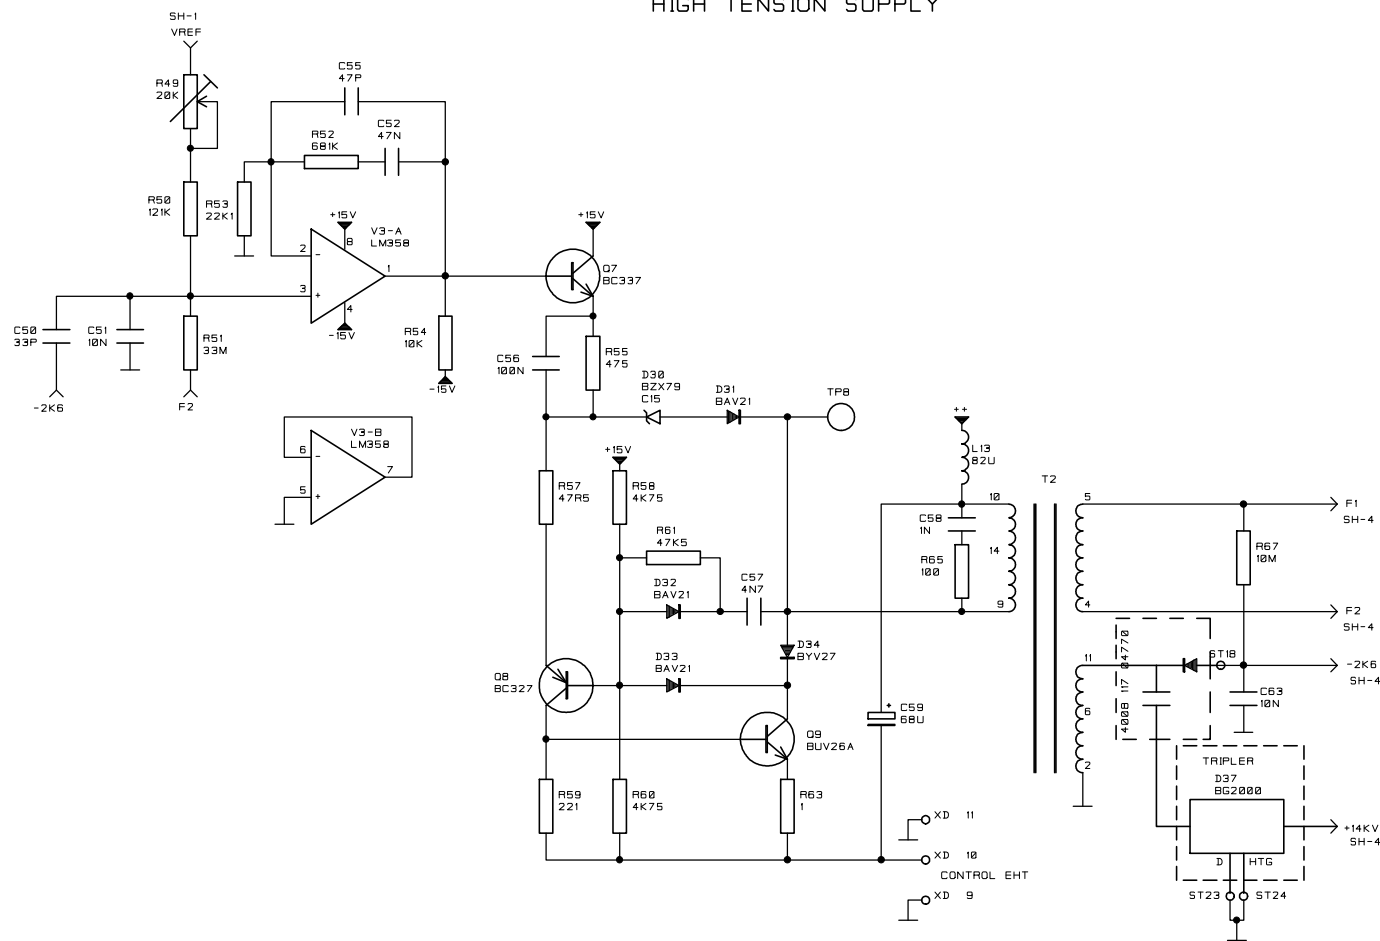 HIGH TENSION SUPPLY
SH-1
VREF
R49
20K
C55
47P
R52
681K
C52
47N
R50
121K
R53
22K1
+15V
V3-A
LM358
8
2
-
1
3
+
4
-15V
+15V
Q7
BC337
C50
33P
C51
10N
R51
33M
R54
10K
-15V
-2K6
F2
C56
100N
R55
475
D30
BZX79
C15
D31
BAV21
TP8
V3-B
LM358
6
-
7
5
+
+15V
R57
47R5
R58
4K75
R61
47K5
D32
BAV21
C57
4N7
++
L13
82U
T2
10
C58
1N
14
R65
100
9
5
F1
SH-4
R67
10M
4
F2
SH-4
D34
BYV27
D33
BAV21
Q8
BC327
C59
68U
+
Q9
BUV26A
11
4008 117 04770
ST18
-2K6
SH-4
6
C63
10N
2
R59
221
R60
4K75
R63
1
TRIPLER
D37
BG2000
+14KV
SH-4
D HTG
ST23 ST24
XD 11
XD 10
CONTROL EHT
XD 9